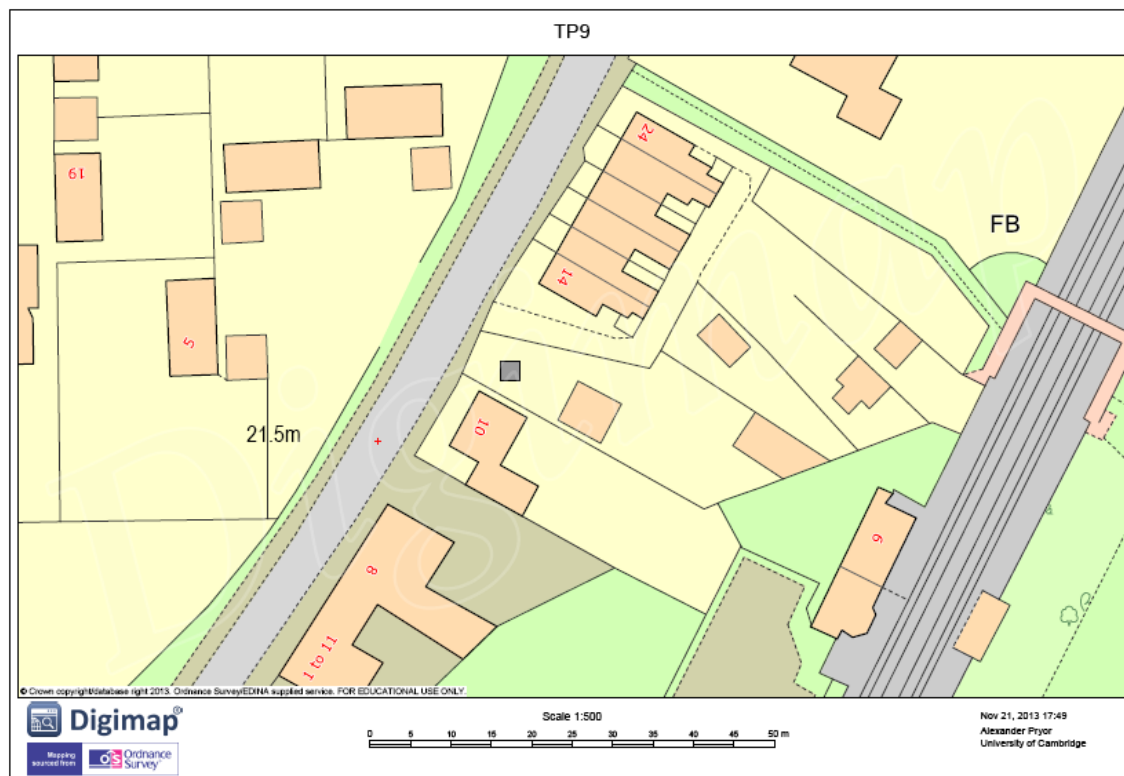 TP9
24
19
FB
14
5
10
21.5m
6
8
1 to 11
© Crown copyright/database right 2013. Ordnance Survey/EDINA supplied service. FOR EDUCATIONAL USE ONLY.
Digimap®
Mapping
sourced from
OS Ordnance
Survey®
Scale 1:500
0 5 10 15 20 25 30 35 40 45 50 m
Nov 21, 2013 17:49
Alexander Pryor
University of Cambridge
Digimap